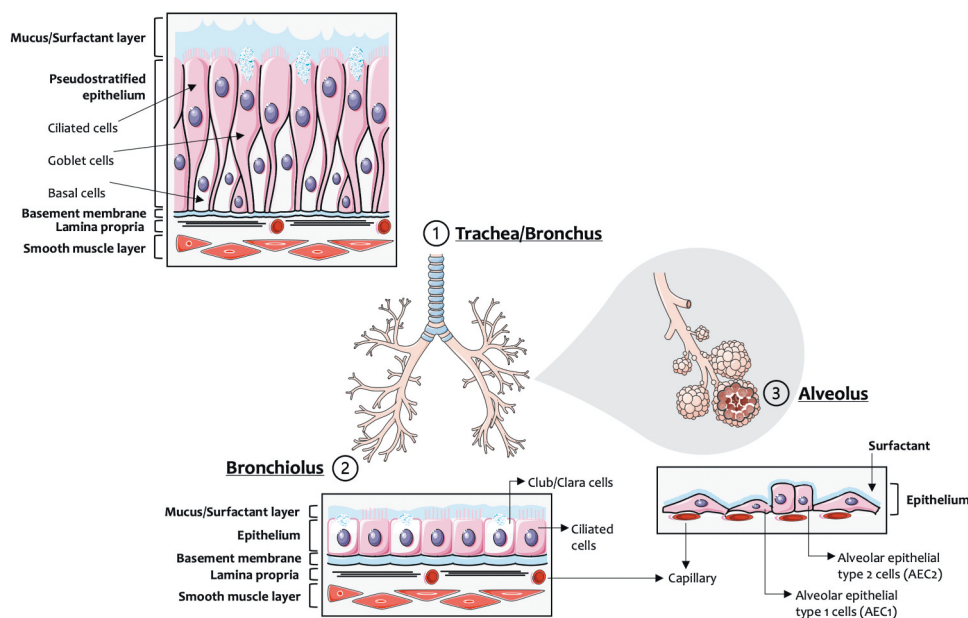 Mucus/Surfactant layer
Pseudostratified
epithelium
Ciliated cells
Goblet cells
Basal cells
Basement membrane
Lamina propria
Smooth muscle layer
1 Trachea/Bronchus
3 Alveolus
Bronchiolus 2
Mucus/Surfactant layer
Epithelium
Basement membrane
Lamina propria
Smooth muscle layer
Club/Clara cells
Ciliated
cells
Capillary
Surfactant
Epithelium
Alveolar epithelial
type 2 cells (AEC2)
Alveolar epithelial
type 1 cells (AEC1)